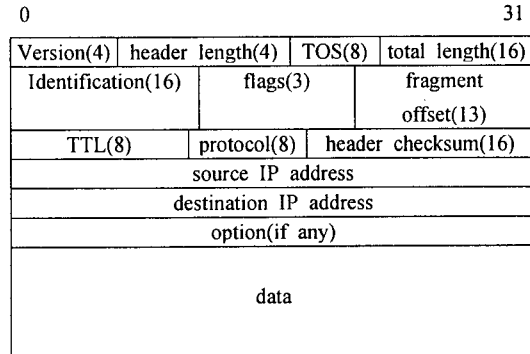 0 31
Version(4) header length(4) TOS(8) total length(16)
Identification(16) flags(3) fragment
offset(13)
TTL(8) protocol(8) header checksum(16)
source IP address
destination IP address
option(if any)
data